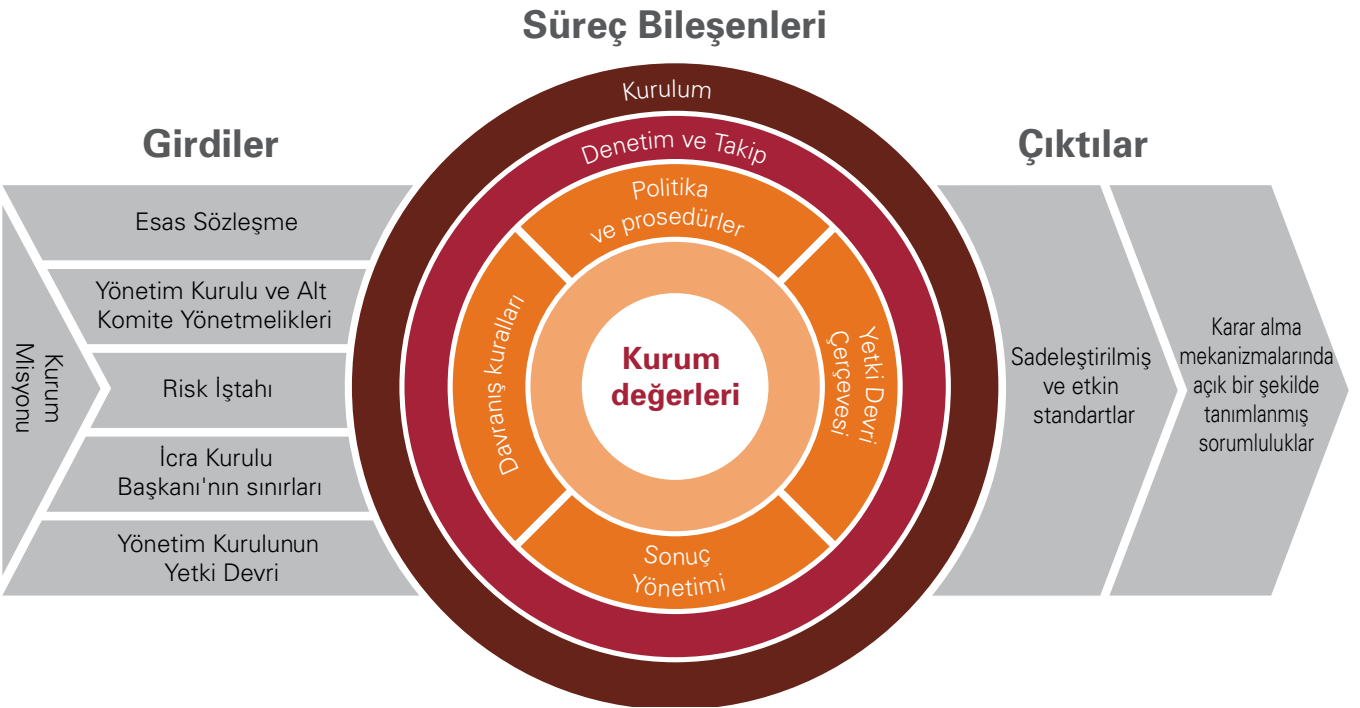 Süreç Bileşenleri
Girdiler
Kurum
Misyonu
Esas Sözleşme
Yönetim Kurulu ve Alt
Komite Yönetmelikleri
Risk İştahı
İcra Kurulu
Başkanı'nın sınırları
Yönetim Kurulunun
Yetki Devri
Kurulum
Denetim ve Takip
Politika
ve prosedürler
Davranış kuralları
Kurum
değerleri
Yetki Devri
Çerçevesi
Sonuç
Yönetimi
Çıktılar
Sadeleştirilmiş
ve etkin
standartlar
Karar alma
mekanizmalarında
açık bir şekilde
tanımlanmış
sorumluluklar